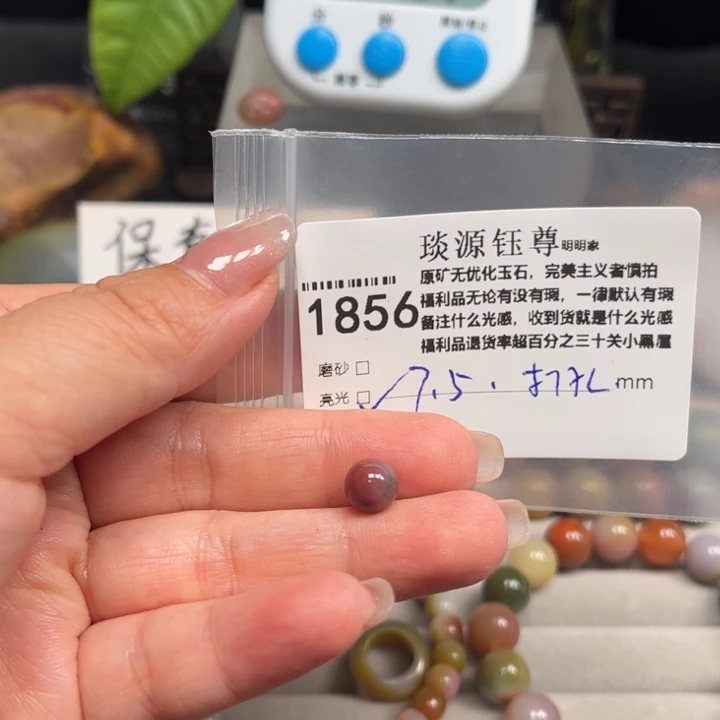 分
秒
保
琰源钰尊明明家
原矿无优化玉石，完美主义者慎拍
1856
福利品无论有没有瑕，一律默认有瑕
备注什么光感，收到货就是什么光感
福利品退货率超百分之三十关小黑屋
磨砂 □
亮光 □ ✓ 7.5 . 打孔 mm